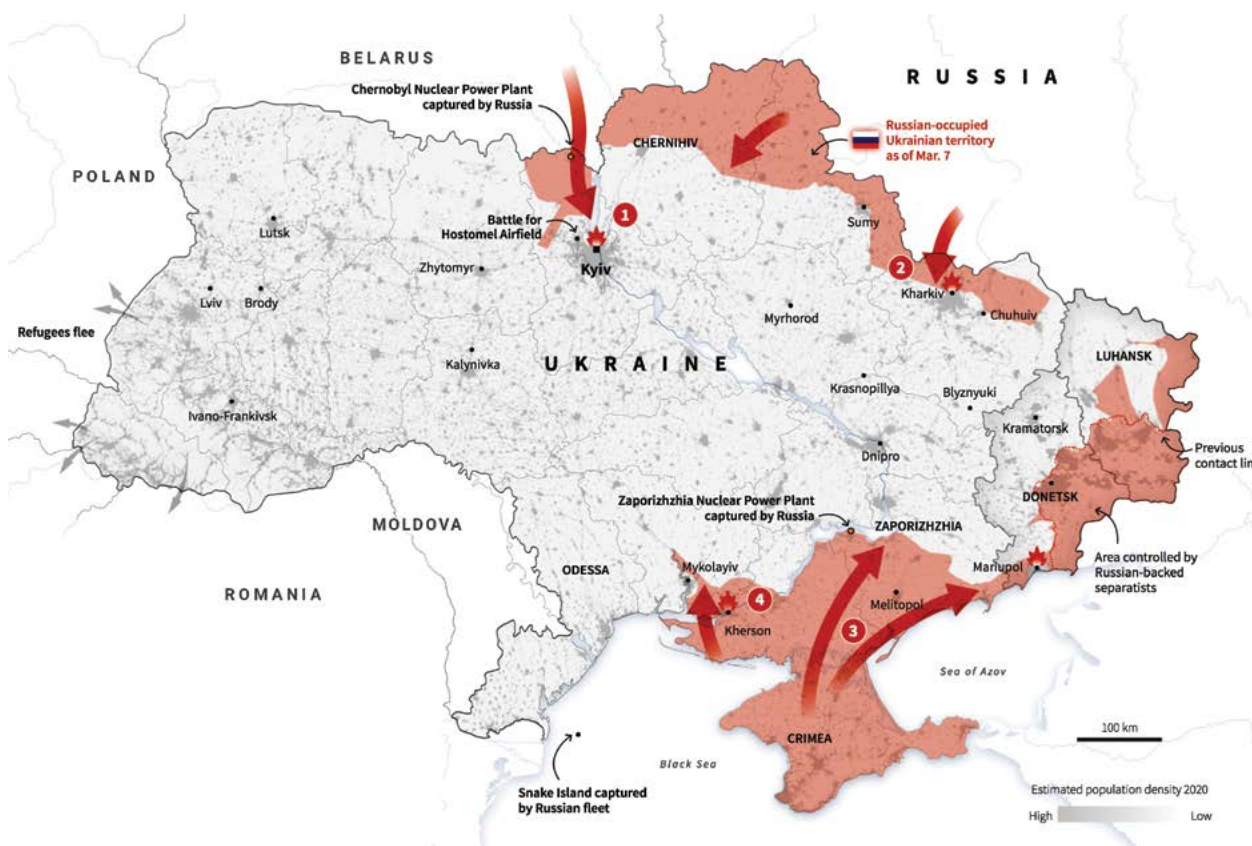 BELARUS
RUSSIA
Chernobyl Nuclear Power Plant
captured by Russia
CHERNIHIV
Russian-occupied
Ukrainian territory
as of Mar. 7
POLAND
1
Sumy
Lutsk
Battle for
Hostomel Airfield
Kyiv
Zhytomyr
2
Kharkiv
Lviv
Brody
Myrhorod
Chuhuiv
Refugees flee
Kalynivka
UKRAINE
LUHANSK
Krasnopillya
Blyznyuki
Ivano-Frankivsk
Kramatorsk
Dnipro
Previous
contact lin
Zaporizhzhia Nuclear Power Plant
captured by Russia
DONETSK
MOLDOVA
ZAPORIZHZHIA
Area controlled by
Russian-backed
separatists
ODESSA
Mykolayiv
Mariupol
ROMANIA
4
Melitopol
Kherson
3
Sea of Azov
100 km
CRIMEA
Black Sea
Snake Island captured
by Russian fleet
Estimated population density 2020
High
Low